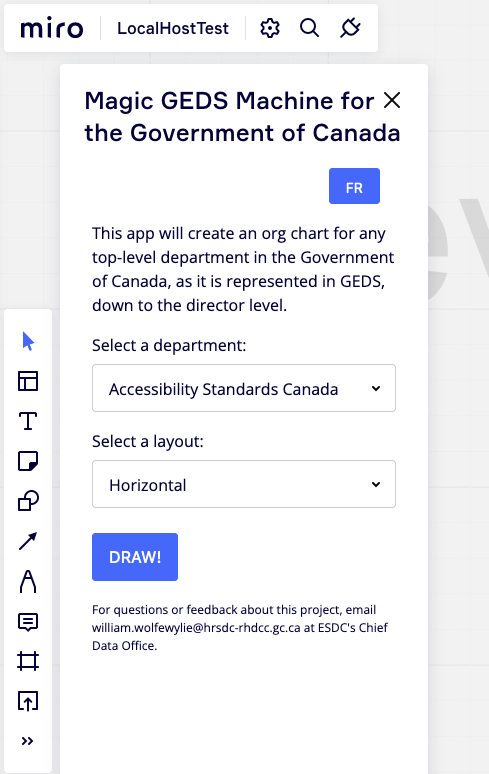 miro
LocalHostTest
Magic GEDS Machine for
the Government of Canada
FR
This app will create an org chart for any
top-level department in the Government
of Canada, as it is represented in GEDS,
down to the director level.
Select a department:
Accessibility Standards Canada
Select a layout:
Horizontal
DRAW!
For questions or feedback about this project, email
william.wolfewylie@hrsdc-rhdcc.gc.ca at ESDC's Chief
Data Office.